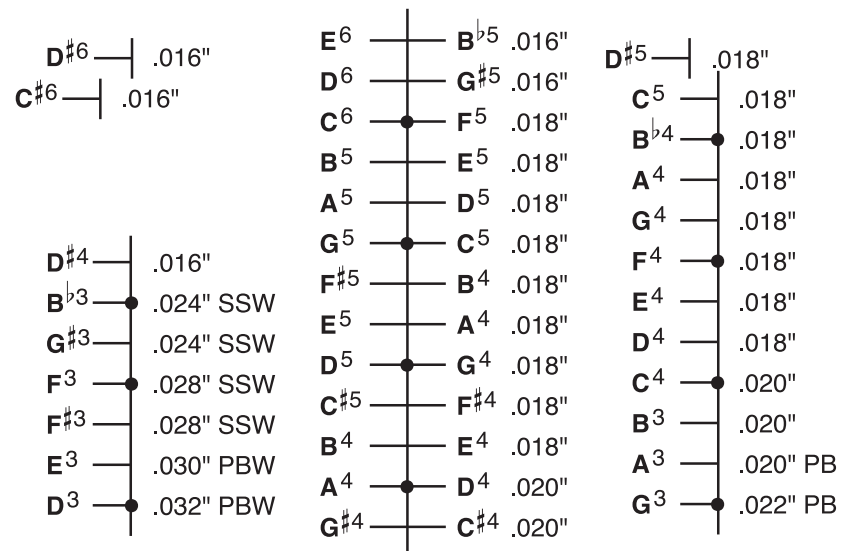 D♯6 .016"
C♯6 .016"
D♯4 .016"
B♭3 .024" SSW
G♯3 .024" SSW
F3 .028" SSW
F♯3 .028" SSW
E3 .030" PBW
D3 .032" PBW
E6 B♭5 .016"
D6 G♯5 .016"
C6 F5 .018"
B5 E5 .018"
A5 D5 .018"
G5 C5 .018"
F♯5 B4 .018"
E5 A4 .018"
D5 G4 .018"
C♯5 F♯4 .018"
B4 E4 .018"
A4 D4 .020"
G♯4 C♯4 .020"
D♯5 .018"
C5 .018"
B♭4 .018"
A4 .018"
G4 .018"
F4 .018"
E4 .018"
D4 .018"
C4 .020"
B3 .020"
A3 .020" PB
G3 .022" PB